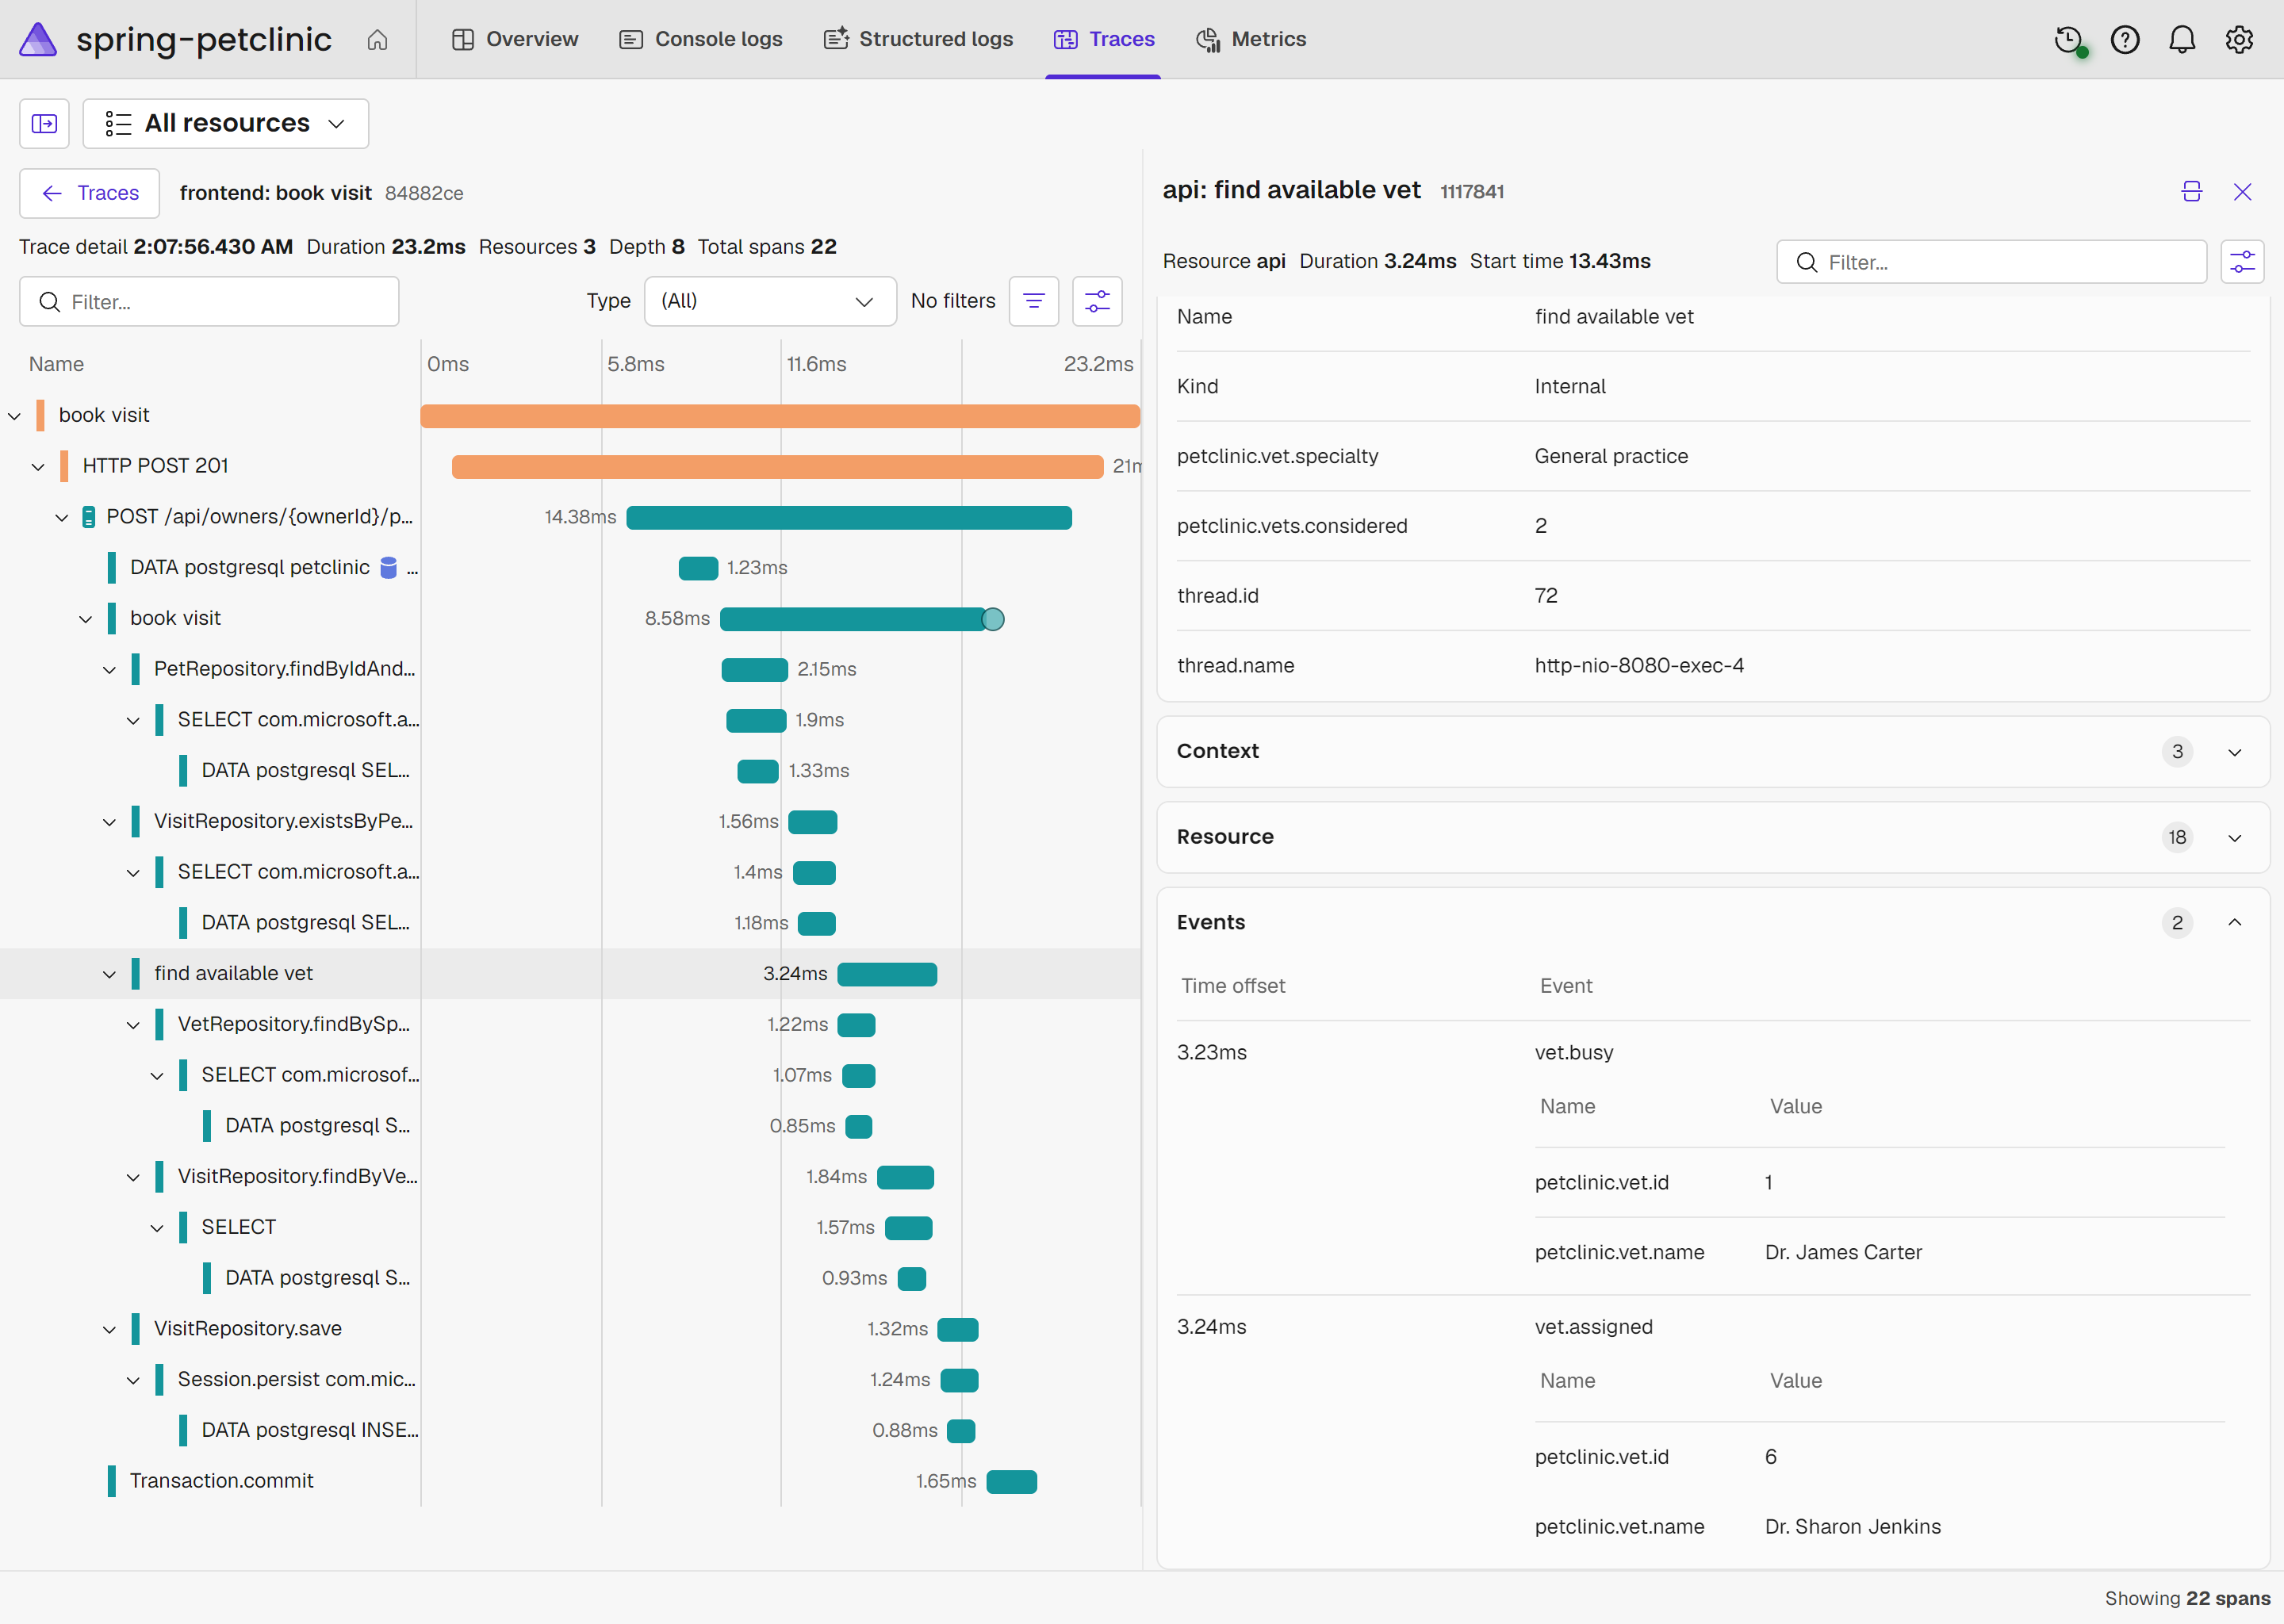 spring-petclinic
Overview
Console logs
Structured logs
Traces
Metrics
All resources
Traces
frontend: book visit 84882ce
Trace detail 2:07:56.430 AM Duration 23.2ms Resources 3 Depth 8 Total spans 22
Filter...
Type
(All)
No filters
Name
0ms
5.8ms
11.6ms
23.2ms
book visit
HTTP POST 201
21m
POST /api/owners/{ownerId}/p...
14.38ms
DATA postgresql petclinic ...
1.23ms
book visit
8.58ms
PetRepository.findByIdAnd...
2.15ms
SELECT com.microsoft.a...
1.9ms
DATA postgresql SEL...
1.33ms
VisitRepository.existsByPe...
1.56ms
SELECT com.microsoft.a...
1.4ms
DATA postgresql SEL...
1.18ms
find available vet
3.24ms
VetRepository.findBySp...
1.22ms
SELECT com.microsof...
1.07ms
DATA postgresql S...
0.85ms
VisitRepository.findByVe...
1.84ms
SELECT
1.57ms
DATA postgresql S...
0.93ms
VisitRepository.save
1.32ms
Session.persist com.mic...
1.24ms
DATA postgresql INSE...
0.88ms
Transaction.commit
1.65ms
api: find available vet 1117841
Resource api Duration 3.24ms Start time 13.43ms
Filter...
Name find available vet
Kind Internal
petclinic.vet.specialty General practice
petclinic.vets.considered 2
thread.id 72
thread.name http-nio-8080-exec-4
Context 3
Resource 18
Events 2
Time offset Event
3.23ms vet.busy
Name Value
petclinic.vet.id 1
petclinic.vet.name Dr. James Carter
3.24ms vet.assigned
Name Value
petclinic.vet.id 6
petclinic.vet.name Dr. Sharon Jenkins
Showing 22 spans